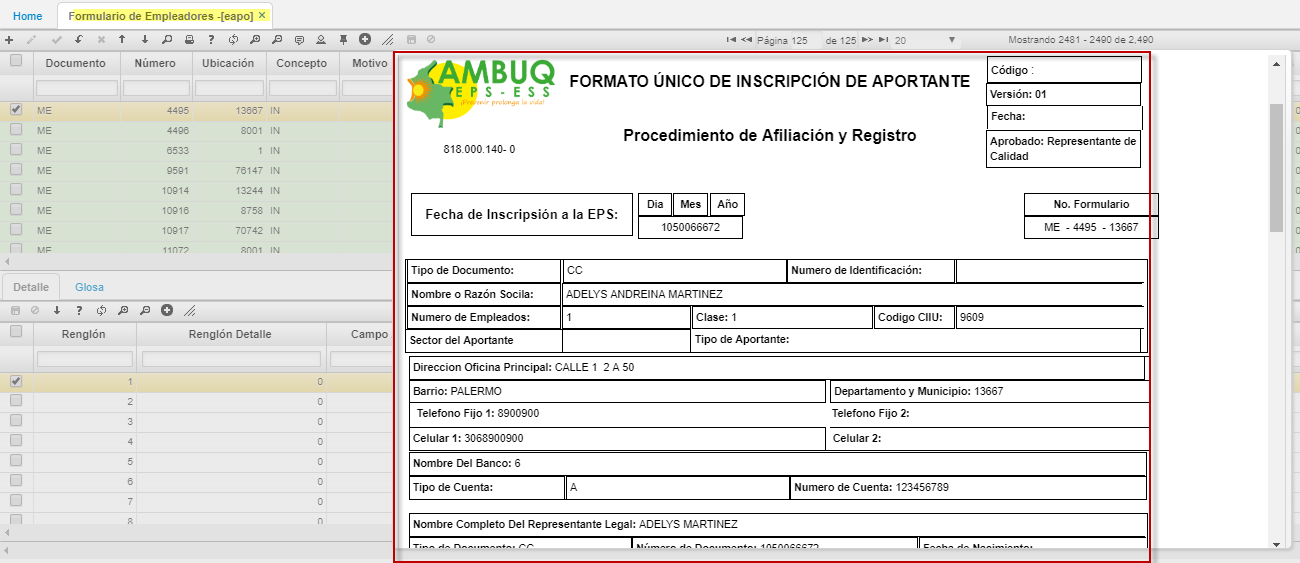 Home
Formulario de Empleadores -[eapo] ×
Página 125 de 125 20 Mostrando 2481 - 2490 de 2,490
Documento Número Ubicación Concepto Motivo
ME 4495 13667 IN
ME 4496 8001 IN
ME 6533 1 IN
ME 9591 76147 IN
ME 10914 13244 IN
ME 10916 8758 IN
ME 10917 70742 IN
ME 11072 8001 IN
Detalle Glosa
Renglón Renglón Detalle Campo
1 0
2 0
3 0
4 0
5 0
6 0
7 0
8 0
AMBUQ
EPS-ESS
¡Prevenir prolonga la vida!
818.000.140- 0
FORMATO ÚNICO DE INSCRIPCIÓN DE APORTANTE
Procedimiento de Afiliación y Registro
Código :
Versión: 01
Fecha:
Aprobado: Representante de
Calidad
Fecha de Inscripsión a la EPS:
Dia Mes Año
1050066672
No. Formulario
ME - 4495 - 13667
Tipo de Documento: CC Numero de Identificación:
Nombre o Razón Socila: ADELYS ANDREINA MARTINEZ
Numero de Empleados: 1 Clase: 1 Codigo CIIU: 9609
Sector del Aportante Tipo de Aportante:
Direccion Oficina Principal: CALLE 1 2 A 50
Barrio: PALERMO Departamento y Municipio: 13667
Telefono Fijo 1: 8900900 Telefono Fijo 2:
Celular 1: 3068900900 Celular 2:
Nombre Del Banco: 6
Tipo de Cuenta: A Numero de Cuenta: 123456789
Nombre Completo Del Representante Legal: ADELYS MARTINEZ
Tipo de Documento: CC Número de Documento: 1050066672 Fecha de Nacimiento: